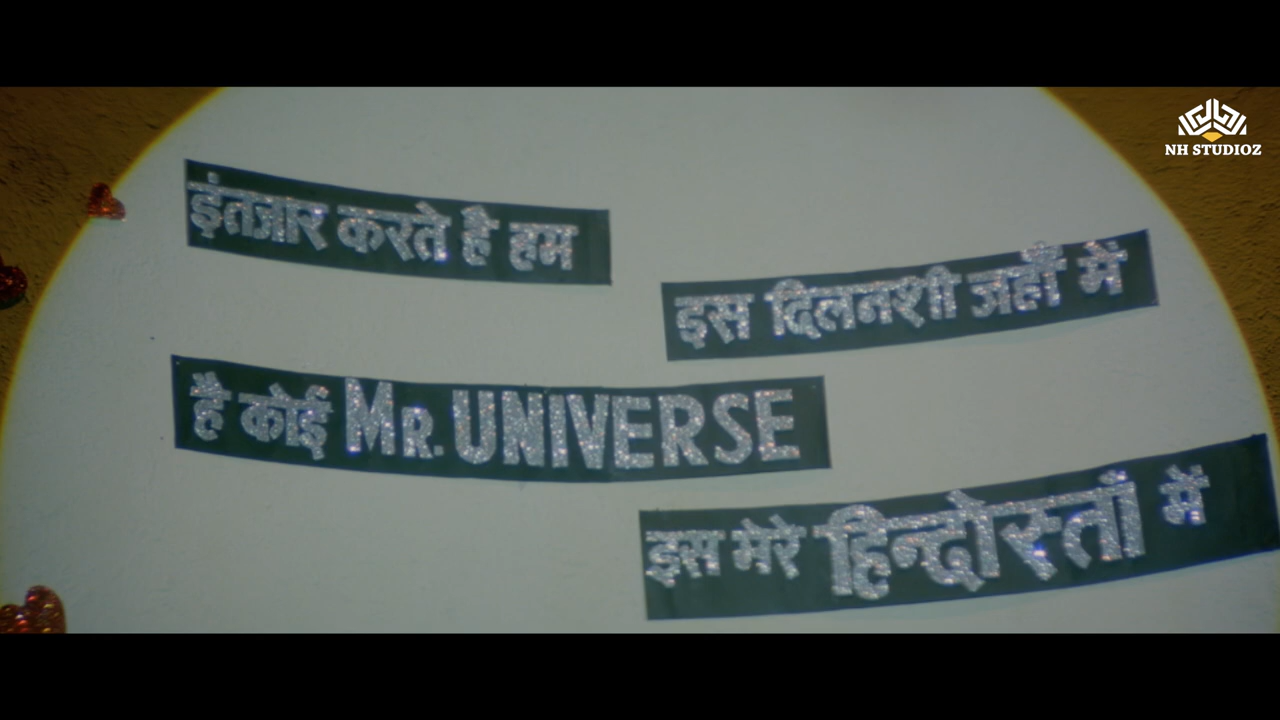 इंतजार करते है हम
इस दिलनशी जहाँ में
है कोई MR. UNIVERSE
इस मेरे हिन्दोस्ताँ में
NH STUDIOZ